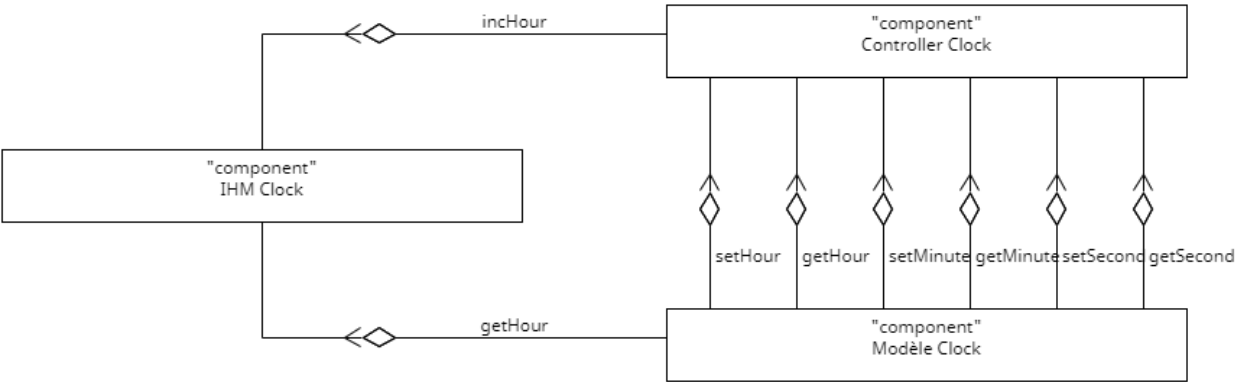 incHour
"component"
Controller Clock
"component"
IHM Clock
setHour getHour setMinute getMinute setSecond getSecond
getHour
"component"
Modèle Clock